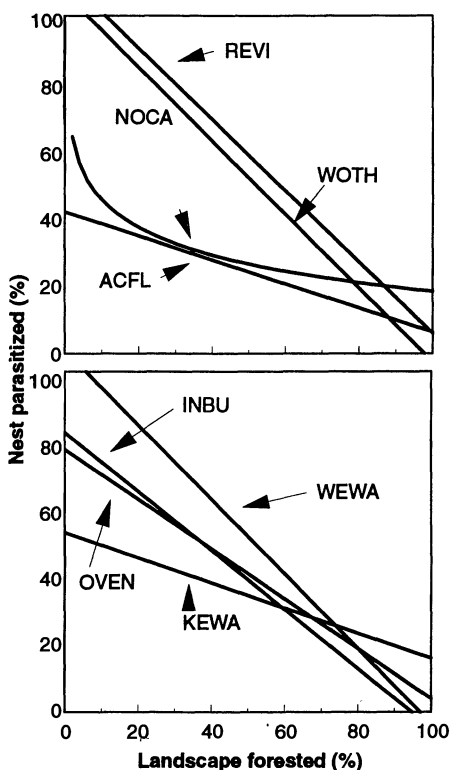 100
80
60
40
20
0
REVI
NOCA
WOTH
ACFL
Nest parasitized (%)
100
80
60
40
20
0
INBU
WEWA
OVEN
KEWA
0 20 40 60 80 100
Landscape forested (%)